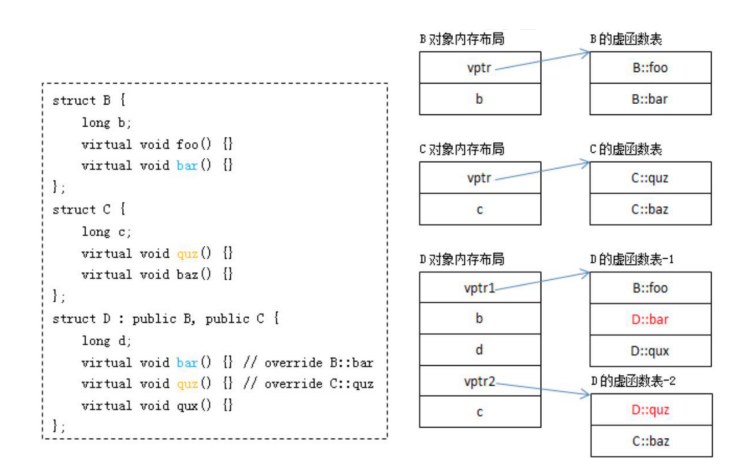 struct B {
    long b;
    virtual void foo() {}
    virtual void bar() {}
};
struct C {
    long c;
    virtual void quz() {}
    virtual void baz() {}
};
struct D : public B, public C {
    long d;
    virtual void bar() {} // override B::bar
    virtual void quz() {} // override C::quz
    virtual void qux() {}
};
B 对象内存布局
vptr
b
B 的虚函数表
B::foo
B::bar
C 对象内存布局
vptr
c
C 的虚函数表
C::quz
C::baz
D 对象内存布局
vptr1
b
d
vptr2
c
D 的虚函数表-1
B::foo
D::bar
D::qux
D 的虚函数表-2
D::quz
C::baz